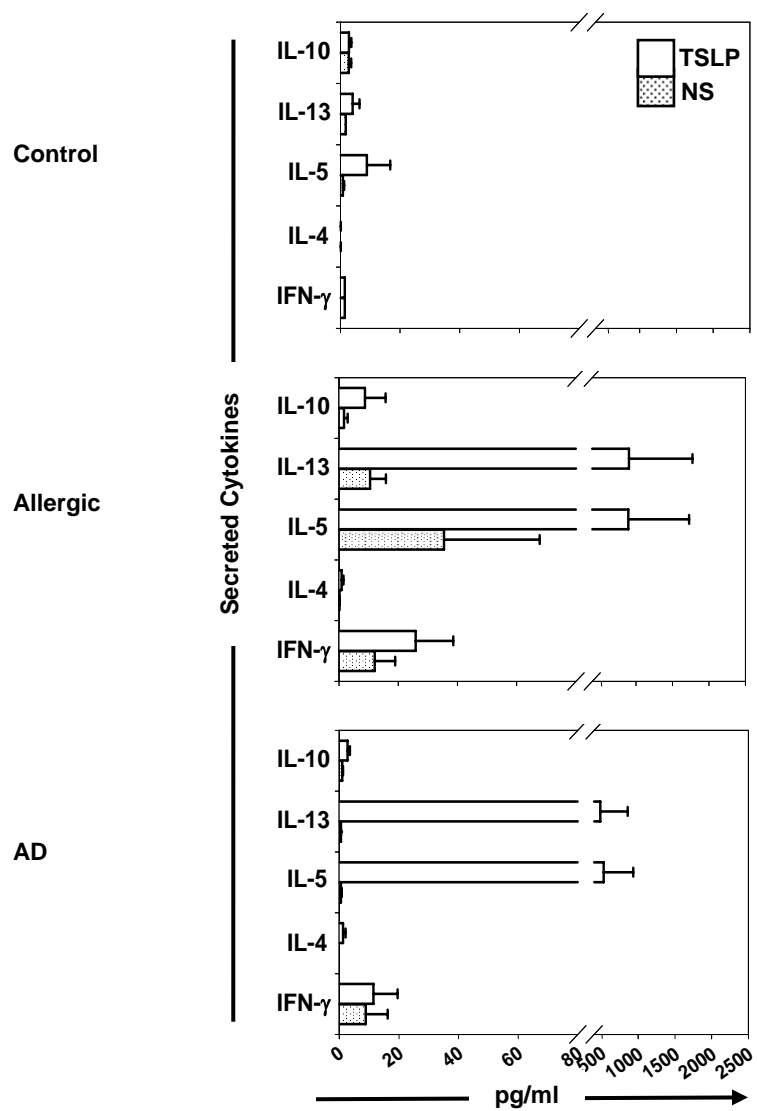 TSLP
NS
Control
IL-10
IL-13
IL-5
IL-4
IFN-γ
Secreted Cytokines
Allergic
IL-10
IL-13
IL-5
IL-4
IFN-γ
AD
IL-10
IL-13
IL-5
IL-4
IFN-γ
0 20 40 60 80 500 1000 1500 2000 2500
pg/ml